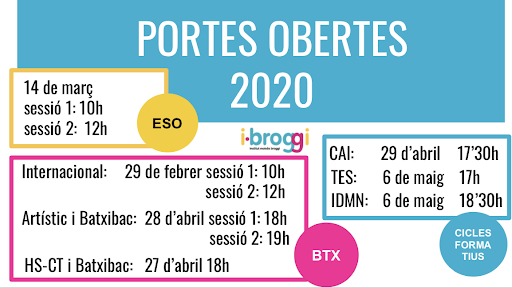 PORTES OBERTES
2020
14 de març
sessió 1: 10h
sessió 2: 12h
ESO
i·broggi
institut moisès broggi
Internacional: 29 de febrer sessió 1: 10h
sessió 2: 12h
Artístic i Batxibac: 28 d'abril sessió 1: 18h
sessió 2: 19h
HS-CT i Batxibac: 27 d'abril 18h
BTX
CAI: 29 d'abril 17'30h
TES: 6 de maig 17h
IDMN: 6 de maig 18'30h
CICLES
FORMA
TIUS